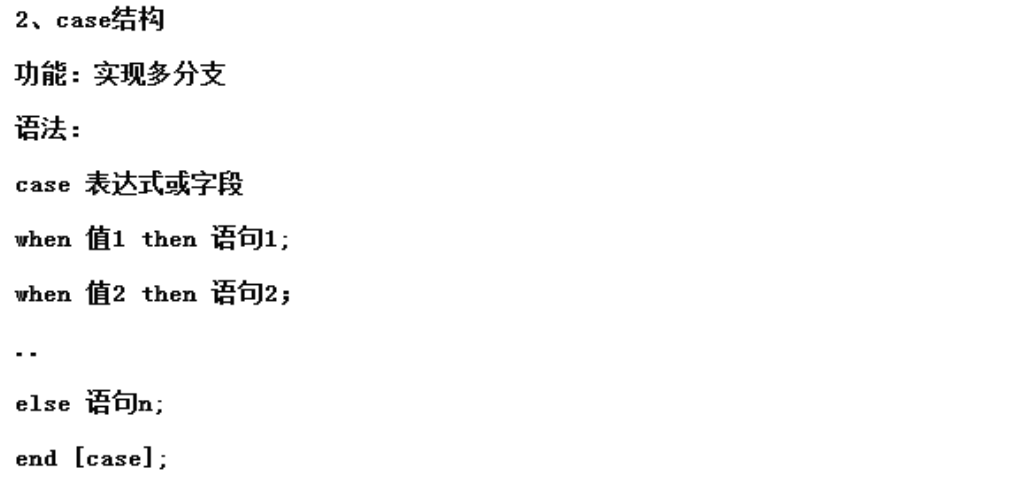 2、case结构
功能：实现多分支
语法：
case 表达式或字段
when 值1 then 语句1;
when 值2 then 语句2；
..
else 语句n;
end [case];